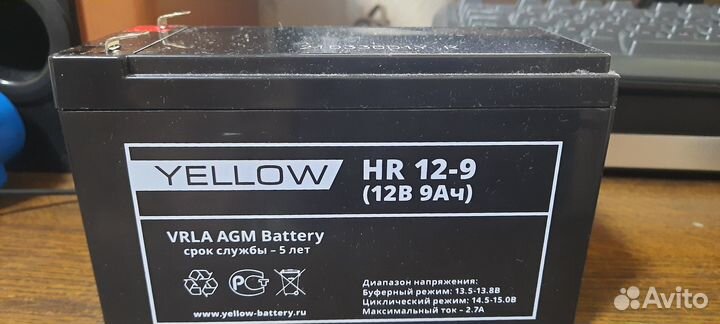 YELLOW
HR 12-9
(12В 9Ач)
VRLA AGM Battery
срок службы – 5 лет
Диапазон напряжения:
Буферный режим: 13.5-13.8В
Циклический режим: 14.5-15.0В
Максимальный ток – 2.7А
www.yellow-battery.ru
Avito